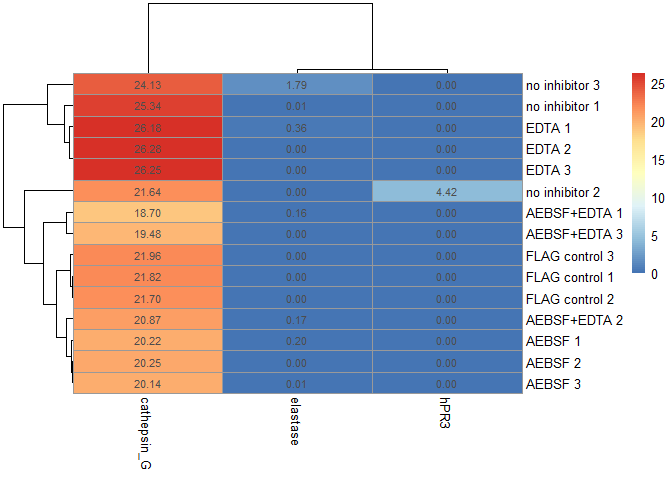 24.13 1.79 0.00 no inhibitor 3
25.34 0.01 0.00 no inhibitor 1
26.18 0.36 0.00 EDTA 1
26.28 0.00 0.00 EDTA 2
26.25 0.00 0.00 EDTA 3
21.64 0.00 4.42 no inhibitor 2
18.70 0.16 0.00 AEBSF+EDTA 1
19.48 0.00 0.00 AEBSF+EDTA 3
21.96 0.00 0.00 FLAG control 3
21.82 0.00 0.00 FLAG control 1
21.70 0.00 0.00 FLAG control 2
20.87 0.17 0.00 AEBSF+EDTA 2
20.22 0.20 0.00 AEBSF 1
20.25 0.00 0.00 AEBSF 2
20.14 0.01 0.00 AEBSF 3
cathepsin_G
elastase
hPR3
25
20
15
10
5
0